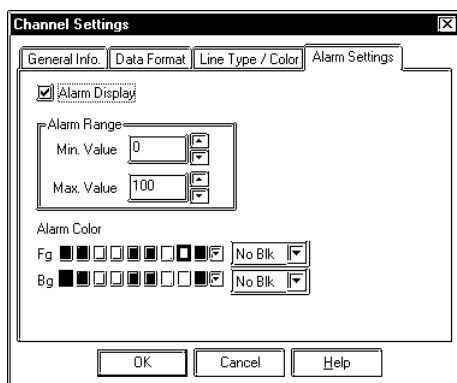 Channel Settings
General Info. Data Format Line Type / Color Alarm Settings
Alarm Display
Alarm Range
Min. Value 0
Max. Value 100
Alarm Color
Fg No Blk
Bg No Blk
OK Cancel Help